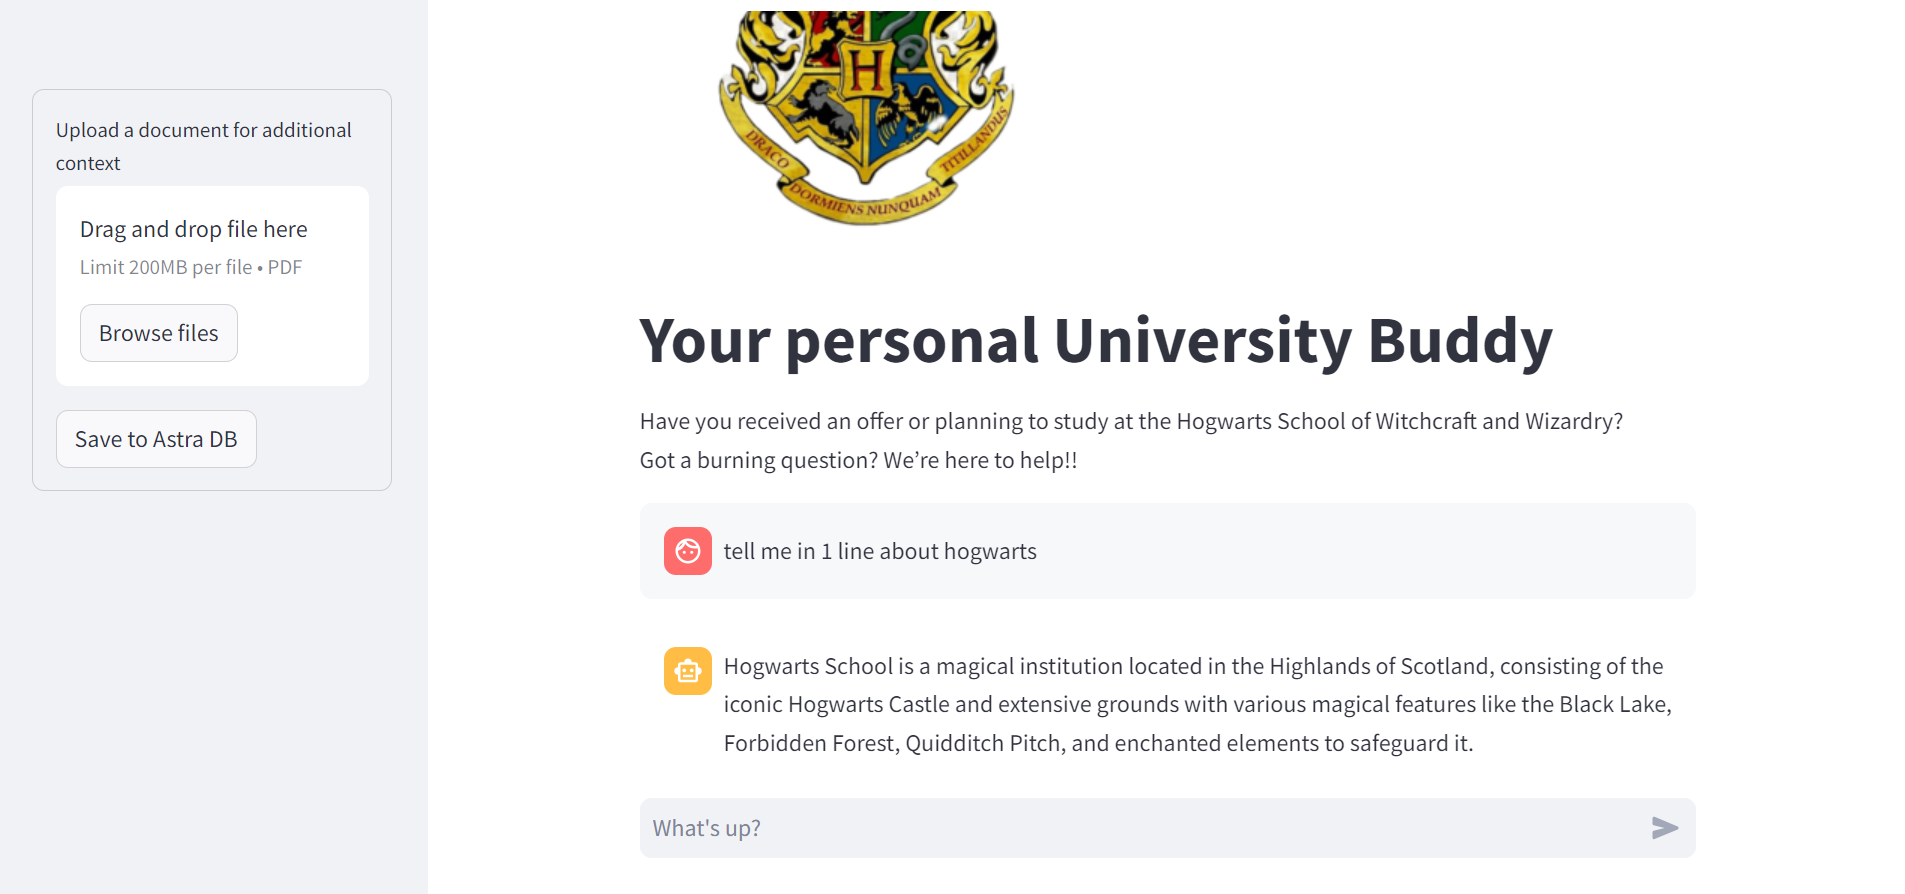 Upload a document for additional
context
Drag and drop file here
Limit 200MB per file • PDF
Browse files
Save to Astra DB
H
DRACO
DORMIENS NUNQUAM
TITILLANDUS
Your personal University Buddy
Have you received an offer or planning to study at the Hogwarts School of Witchcraft and Wizardry?
Got a burning question? We’re here to help!!
tell me in 1 line about hogwarts
Hogwarts School is a magical institution located in the Highlands of Scotland, consisting of the
iconic Hogwarts Castle and extensive grounds with various magical features like the Black Lake,
Forbidden Forest, Quidditch Pitch, and enchanted elements to safeguard it.
What's up?